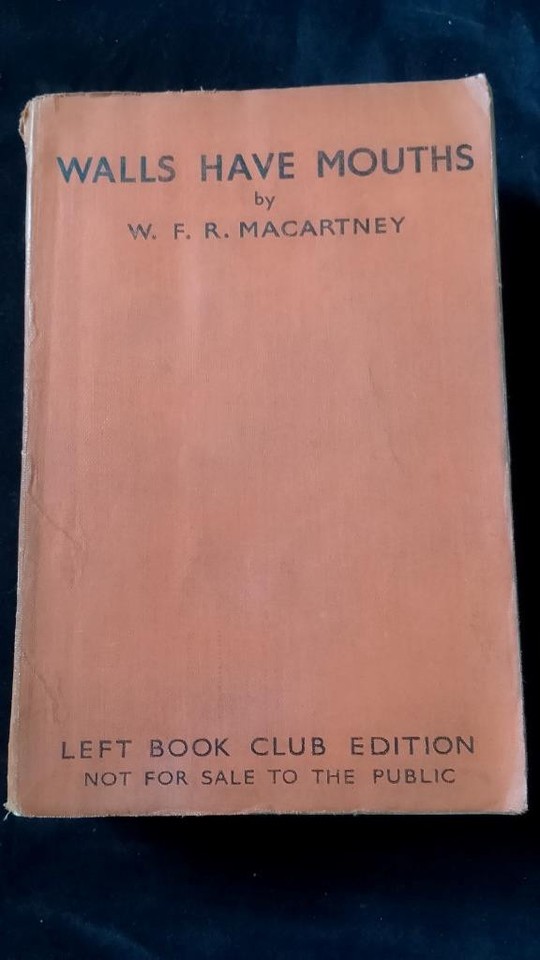 WALLS HAVE MOUTHS
by
W. F. R. MACARTNEY
LEFT BOOK CLUB EDITION
NOT FOR SALE TO THE PUBLIC